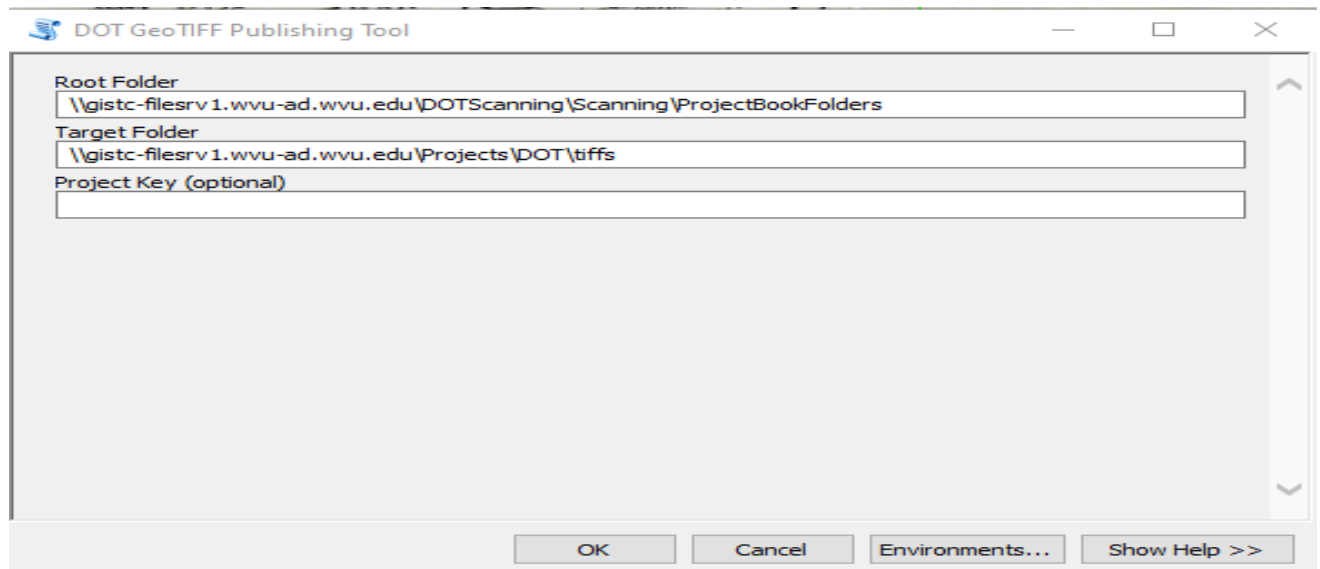 DOT GeoTIFF Publishing Tool
Root Folder
\\gistc-filesrv1.wvu-ad.wvu.edu\DOTScanning\Scanning\ProjectBookFolders
Target Folder
\\gistc-filesrv1.wvu-ad.wvu.edu\Projects\DOT\tiffs
Project Key (optional)
OK Cancel Environments... Show Help >>